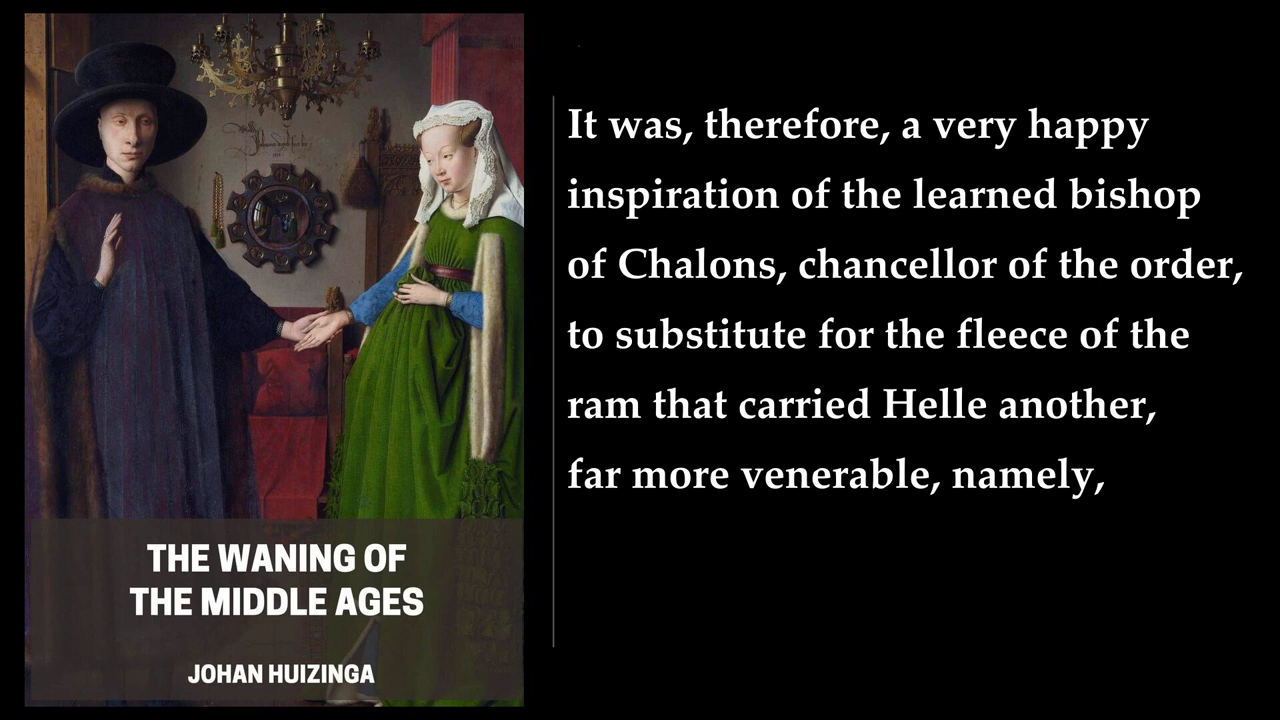 It was, therefore, a very happy
inspiration of the learned bishop
of Chalons, chancellor of the order,
to substitute for the fleece of the
ram that carried Helle another,
far more venerable, namely,
THE WANING OF
THE MIDDLE AGES
JOHAN HUIZINGA